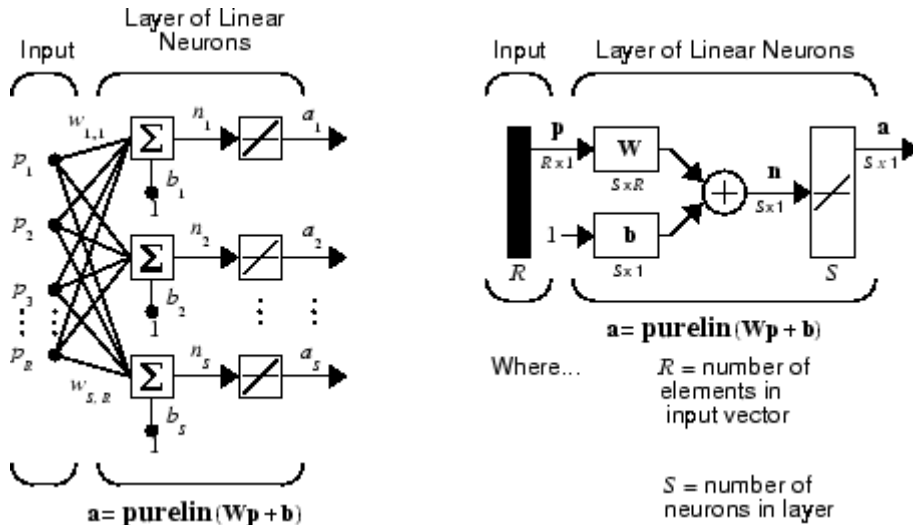 Layer of Linear
Neurons
Input
w1,1
n1
a1
p1
b1
1
p2
n2
a2
p3
b2
1
pR
nS
aS
wS,R
bS
1
a= purelin (Wp + b)
Input
Layer of Linear Neurons
p
W
a
R x 1
S x R
n
S x 1
S x 1
1
b
S x 1
R
S
a= purelin (Wp + b)
Where...
R = number of
elements in
input vector
S = number of
neurons in layer